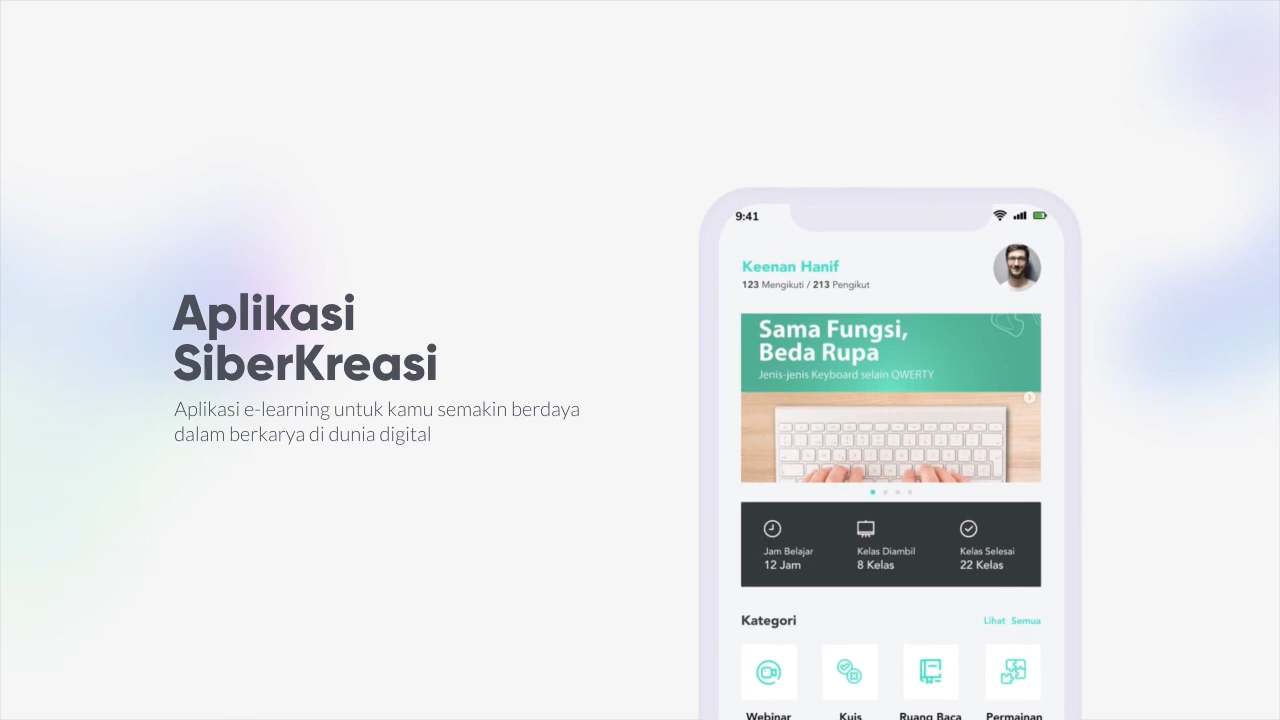 Aplikasi
SiberKreasi
Aplikasi e-learning untuk kamu semakin berdaya
dalam berkarya di dunia digital
9:41
Keenan Hanif
123 Mengikuti / 213 Pengikut
Sama Fungsi,
Beda Rupa
Jenis-jenis Keyboard selain QWERTY
Jam Belajar
12 Jam
Kelas Diambil
8 Kelas
Kelas Selesai
22 Kelas
Kategori
Lihat Semua
Webinar
Kuis
Ruang Baca
Permainan